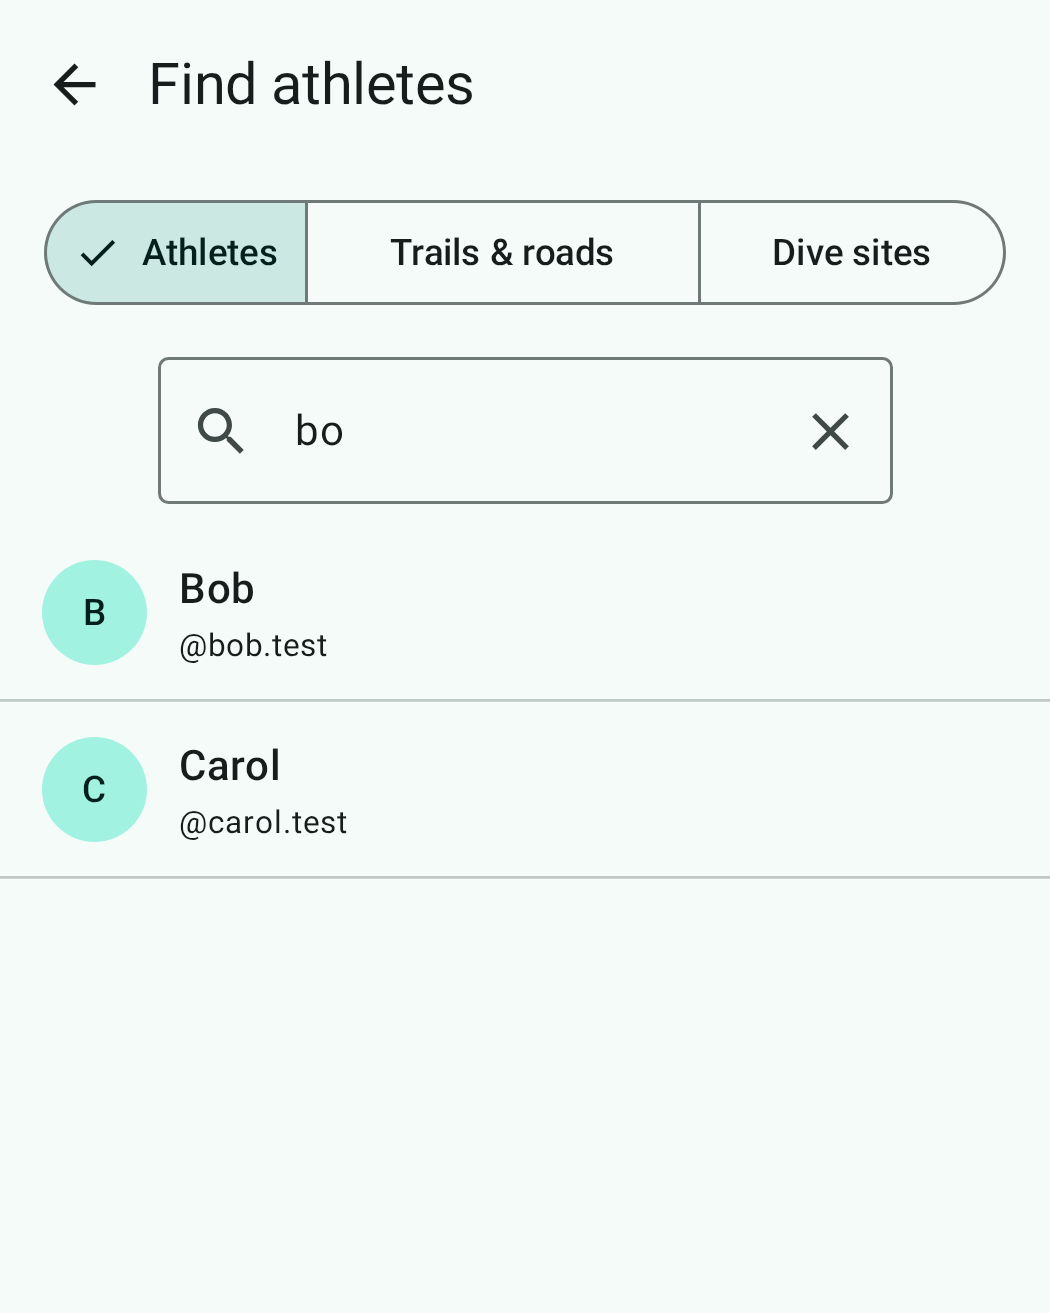 Find athletes
Athletes
Trails & roads
Dive sites
bo
B
Bob
@bob.test
C
Carol
@carol.test